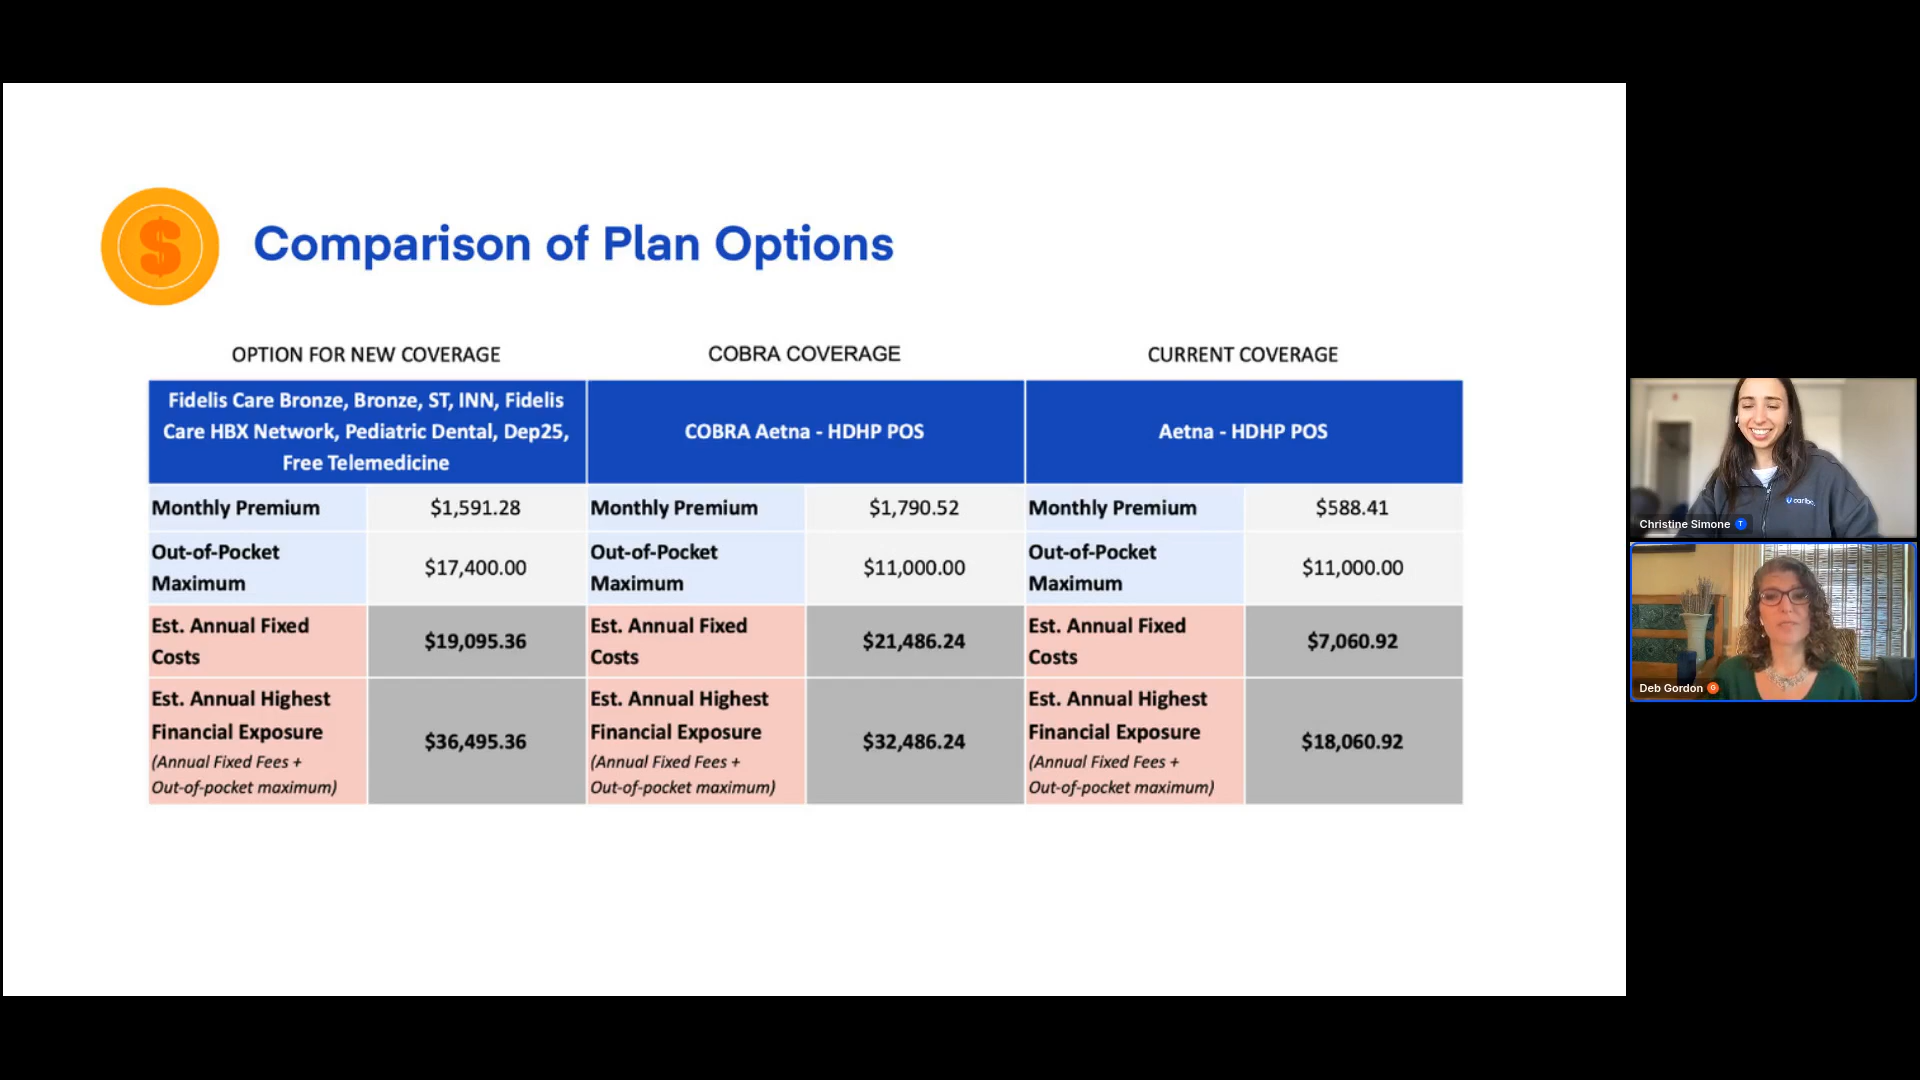 $
Comparison of Plan Options
OPTION FOR NEW COVERAGE
COBRA COVERAGE
CURRENT COVERAGE
Fidelis Care Bronze, Bronze, ST, INN, Fidelis
Care HBX Network, Pediatric Dental, Dep25,
Free Telemedicine
COBRA Aetna - HDHP POS
Aetna - HDHP POS
Monthly Premium $1,591.28 Monthly Premium $1,790.52 Monthly Premium $588.41
Out-of-Pocket
Maximum
$17,400.00
Out-of-Pocket
Maximum
$11,000.00
Out-of-Pocket
Maximum
$11,000.00
Est. Annual Fixed
Costs
$19,095.36
Est. Annual Fixed
Costs
$21,486.24
Est. Annual Fixed
Costs
$7,060.92
Est. Annual Highest
Financial Exposure
(Annual Fixed Fees +
Out-of-pocket maximum)
$36,495.36
Est. Annual Highest
Financial Exposure
(Annual Fixed Fees +
Out-of-pocket maximum)
$32,486.24
Est. Annual Highest
Financial Exposure
(Annual Fixed Fees +
Out-of-pocket maximum)
$18,060.92
Christine Simone T
Deb Gordon G